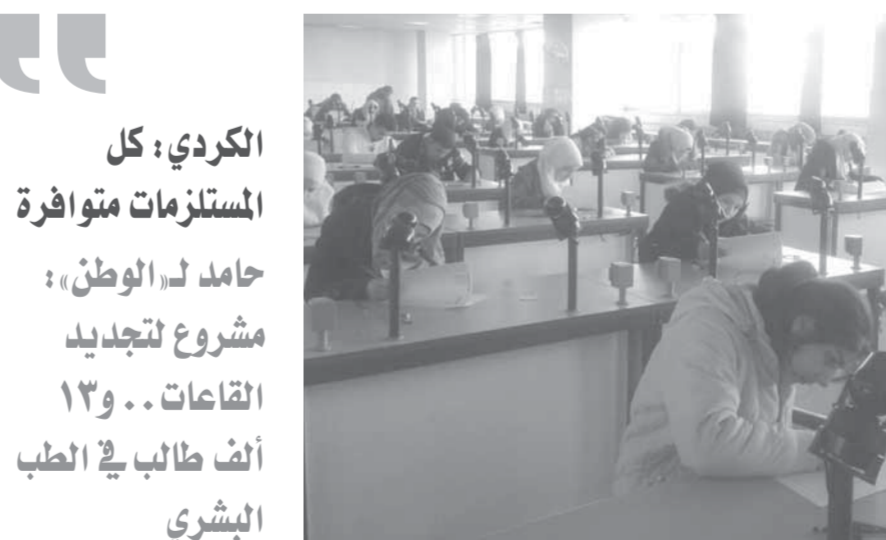 الكردي: كل
المستلزمات متوافرة
حامد لـ«الوطن»:
مشروع لتجديد
القاعات.. و١٣
ألف طالب في الطب
البشري